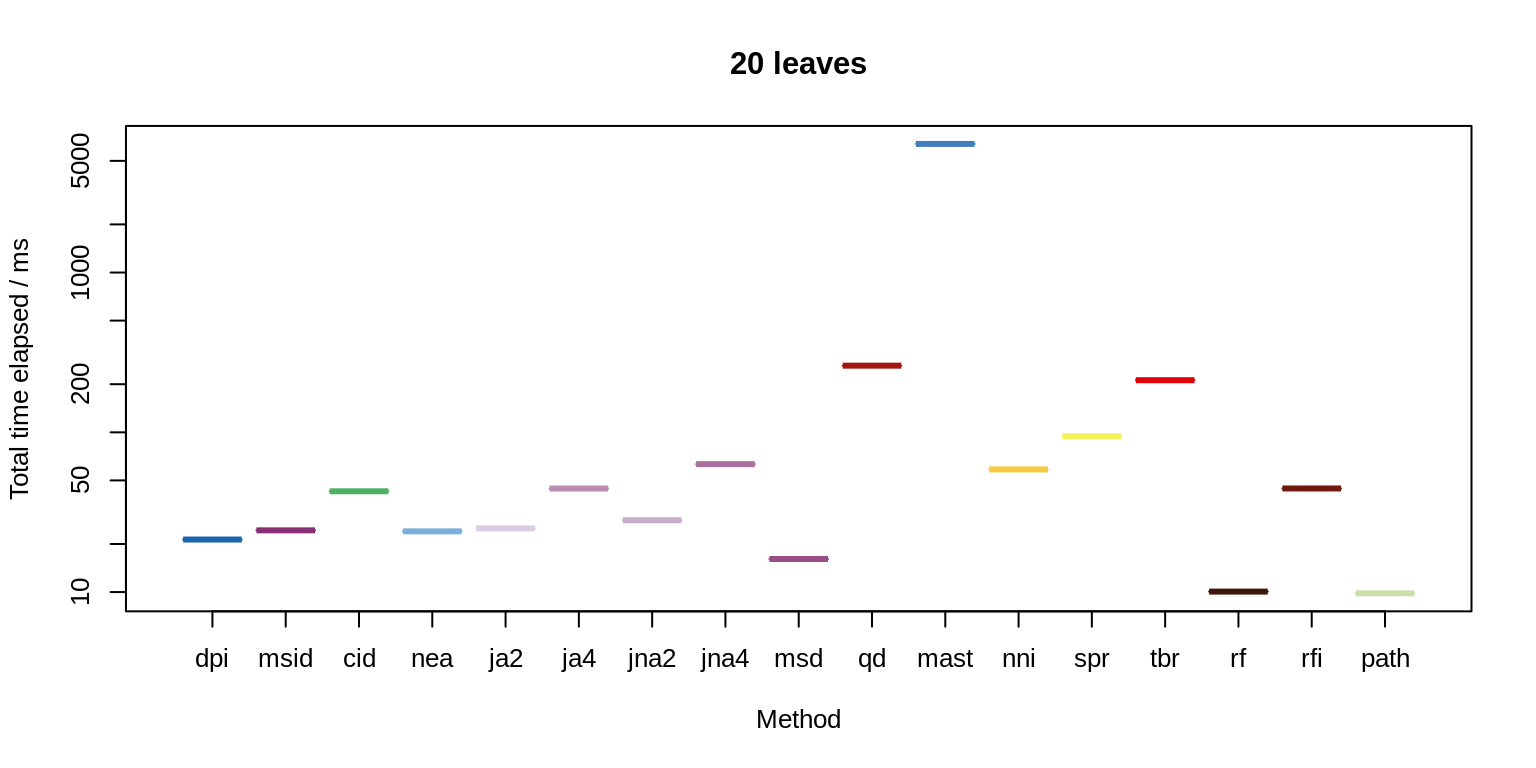 20 leaves
Total time elapsed / ms
5000
1000
200
50
10
dpi msid cid nea ja2 ja4 jna2 jna4 msd qd mast nni spr tbr rf rfi path
Method